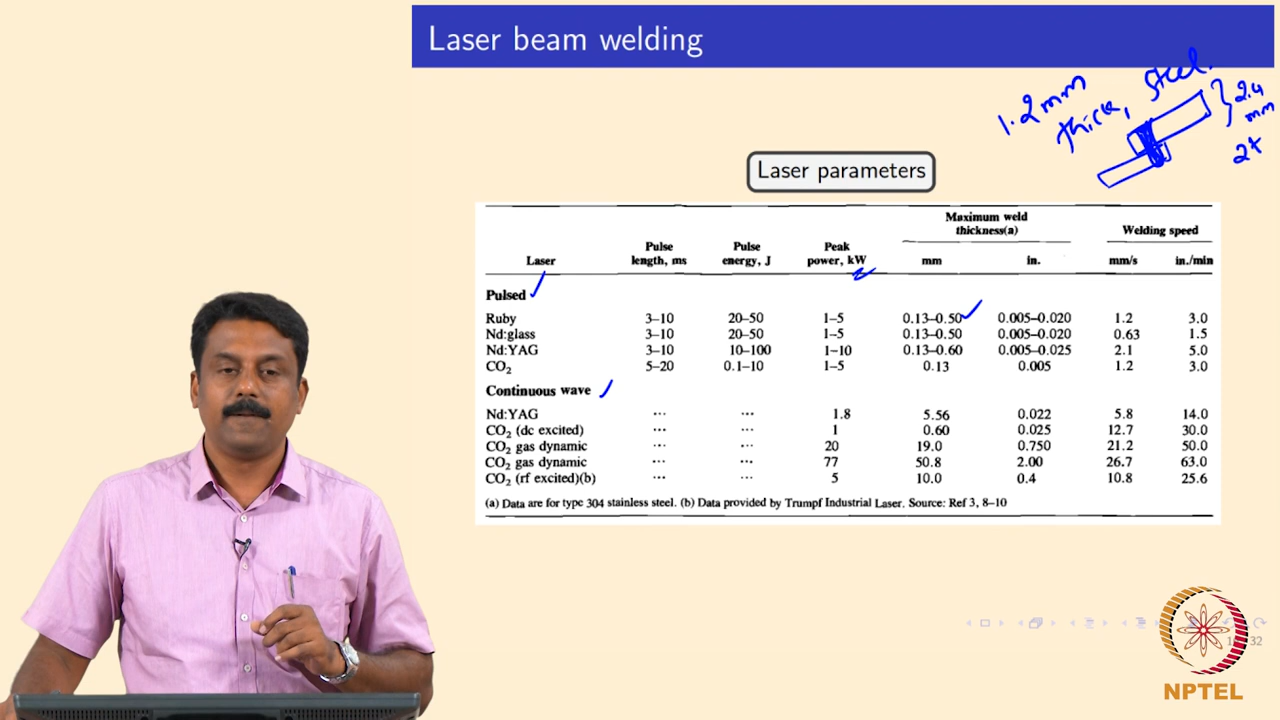 Laser beam welding
1.2 mm
thick, steel.
2.4
mm
2t
Laser parameters
Maximum weld
thickness(a) Welding speed
Pulse Pulse Peak
Laser length, ms energy, J power, kW mm in. mm/s in./min
Pulsed
Ruby 3–10 20–50 1–5 0.13–0.50 0.005–0.020 1.2 3.0
Nd:glass 3–10 20–50 1–5 0.13–0.50 0.005–0.020 0.63 1.5
Nd:YAG 3–10 10–100 1–10 0.13–0.60 0.005–0.025 2.1 5.0
CO₂ 5–20 0.1–10 1–5 0.13 0.005 1.2 3.0
Continuous wave
Nd:YAG ··· ··· 1.8 5.56 0.022 5.8 14.0
CO₂ (dc excited) ··· ··· 1 0.60 0.025 12.7 30.0
CO₂ gas dynamic ··· ··· 20 19.0 0.750 21.2 50.0
CO₂ gas dynamic ··· ··· 77 50.8 2.00 26.7 63.0
CO₂ (rf excited)(b) ··· ··· 5 10.0 0.4 10.8 25.6
(a) Data are for type 304 stainless steel. (b) Data provided by Trumpf Industrial Laser. Source: Ref 3, 8–10
32
NPTEL